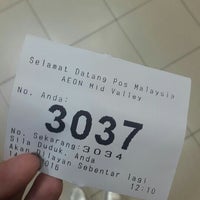 Selamat Datang Pos Malaysia
AEON Mid Valley
No. Anda:
3037
No. Sekarang:3034
Sila Duduk, Anda
Akan Dilayan Sebentar lagi
12:10